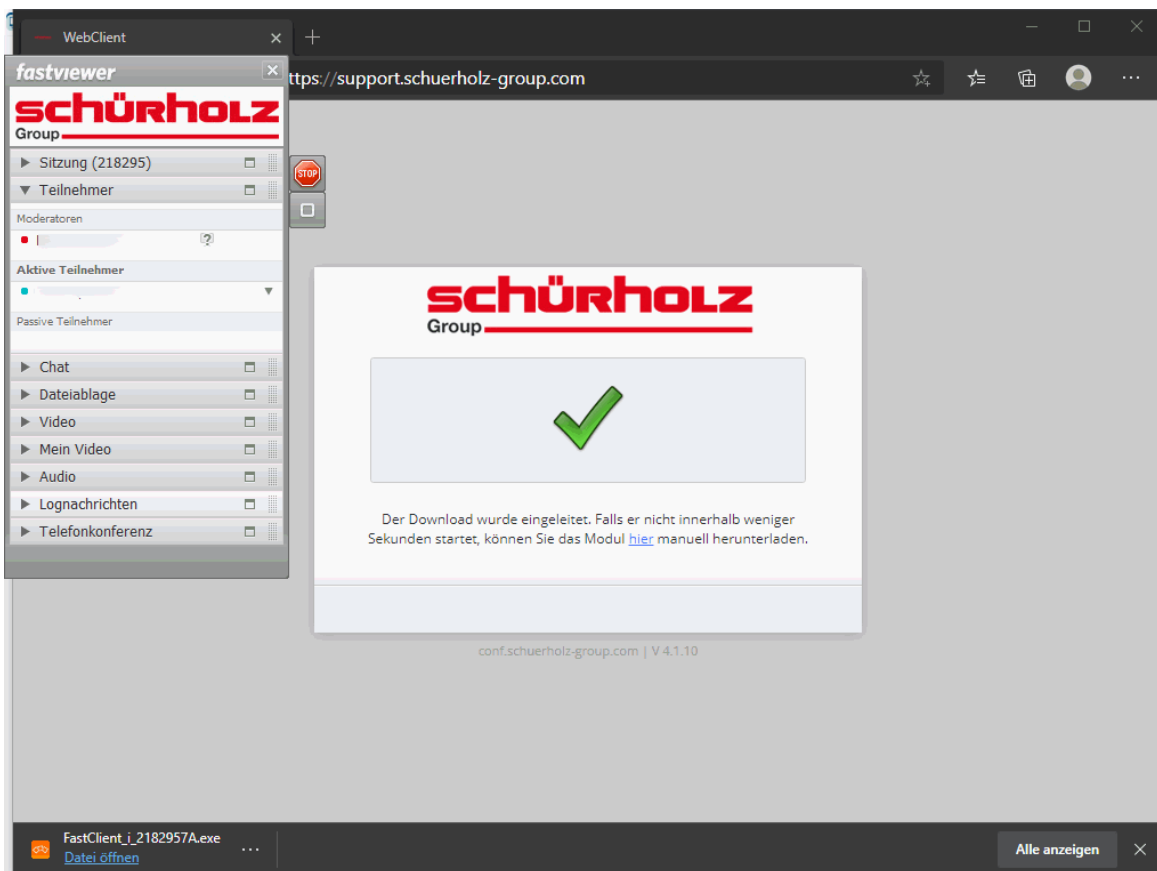 WebClient
fastviewer
ttps://support.schuerholz-group.com
schürholz
Group
Sitzung (218295)
STOP
Teilnehmer
Moderatoren
?
Aktive Teilnehmer
Passive Teilnehmer
Chat
Dateiablage
Video
Mein Video
Audio
Lognachrichten
Telefonkonferenz
schürholz
Group
Der Download wurde eingeleitet. Falls er nicht innerhalb weniger
Sekunden startet, können Sie das Modul hier manuell herunterladen.
conf.schuerholz-group.com | V 4.1.10
FastClient_i_2182957A.exe
Datei öffnen
Alle anzeigen